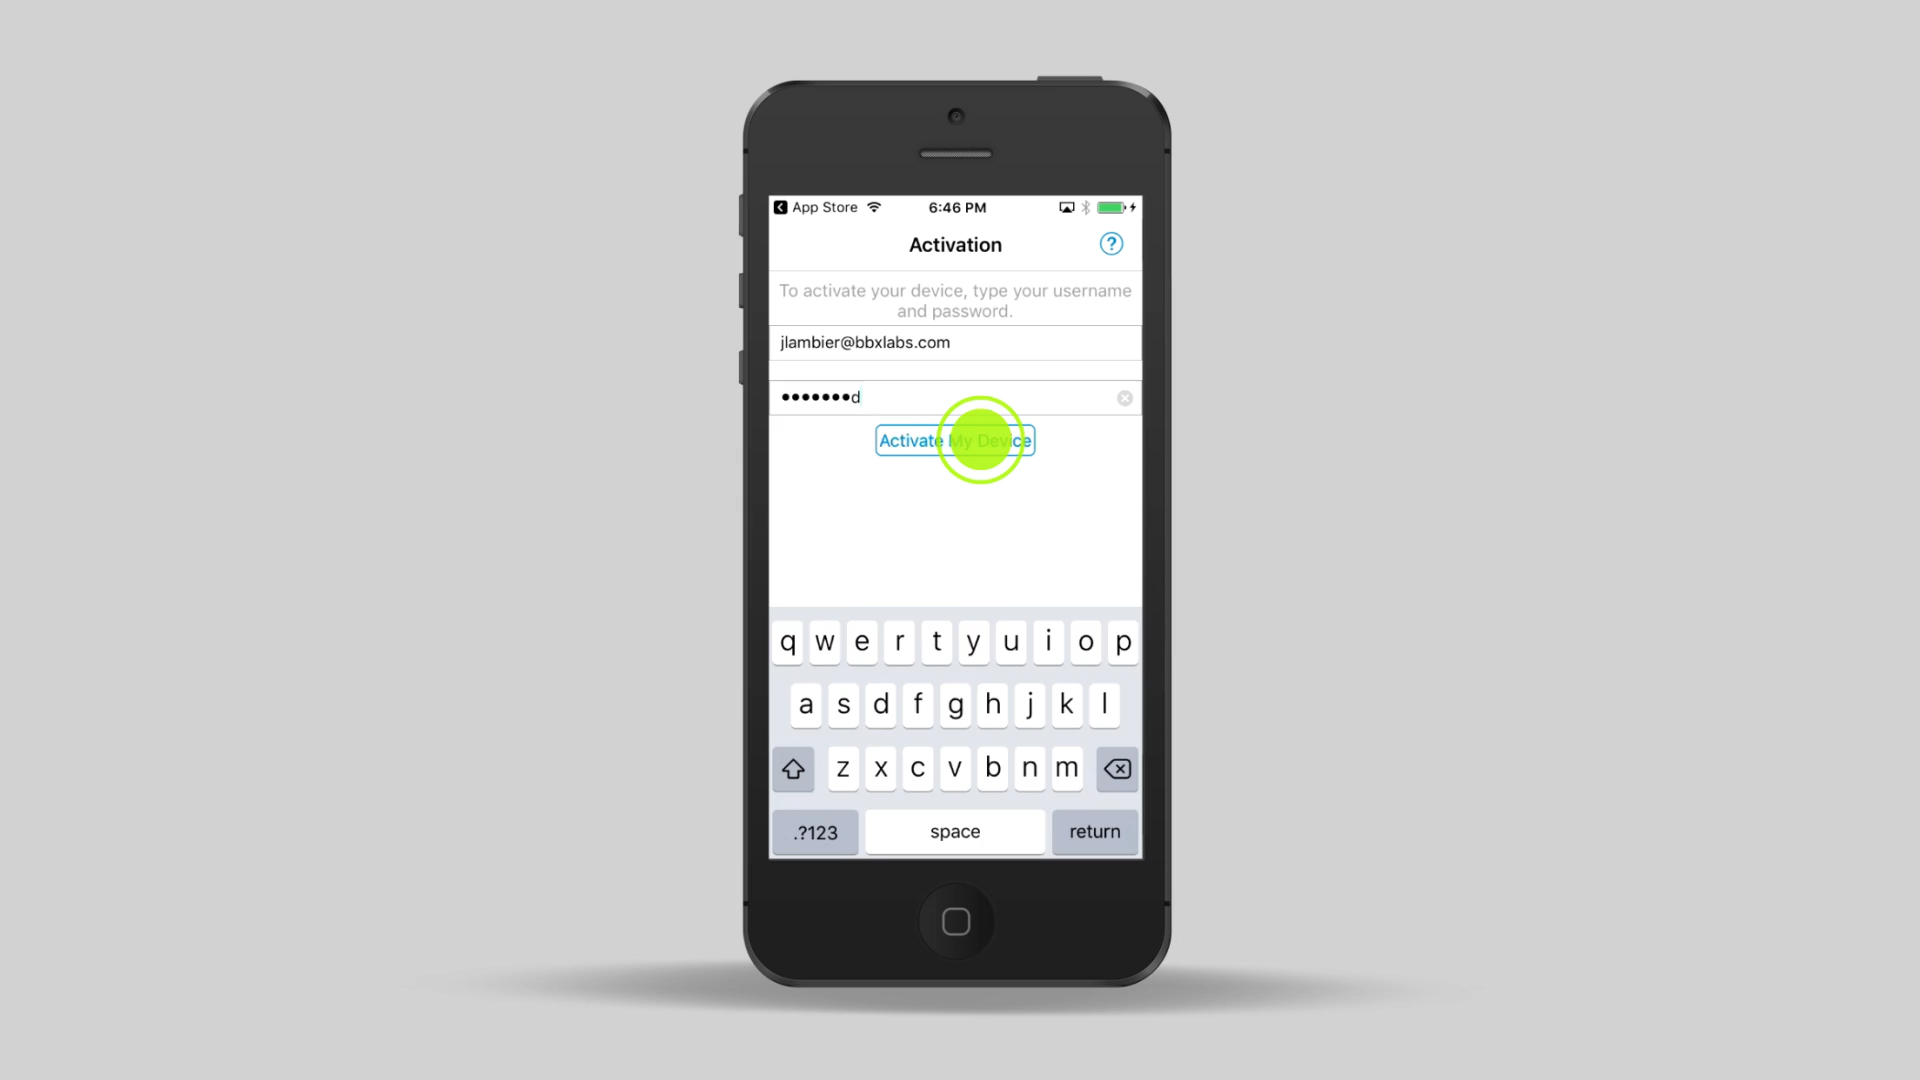 App Store 6:46 PM
Activation ?
To activate your device, type your username
and password.
jlambier@bbxlabs.com
•••••••d
Activate My Device
q w e r t y u i o p
a s d f g h j k l
z x c v b n m
.?123 space return